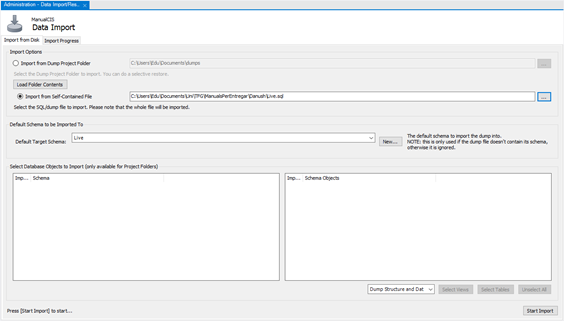 Administration - Data Import/Res... x
ManualCIS
Data Import
Import from Disk Import Progress
Import Options
Import from Dump Project Folder C:\Users\Edu\Documents\dumps ...
Select the Dump Project Folder to import. You can do a selective restore.
Load Folder Contents
Import from Self-Contained File C:\Users\Edu\Documents\Uni\TFG\ManualsPerEntregar\Danush\Live.sql ...
Select the SQL/dump file to import. Please note that the whole file will be imported.
Default Schema to be Imported To
Default Target Schema: Live New... The default schema to import the dump into.
NOTE: this is only used if the dump file doesn't contain its schema,
otherwise it is ignored.
Select Database Objects to Import (only available for Project Folders)
Imp... Schema Imp... Schema Objects
Dump Structure and Dat Select Views Select Tables Unselect All
Press [Start Import] to start... Start Import